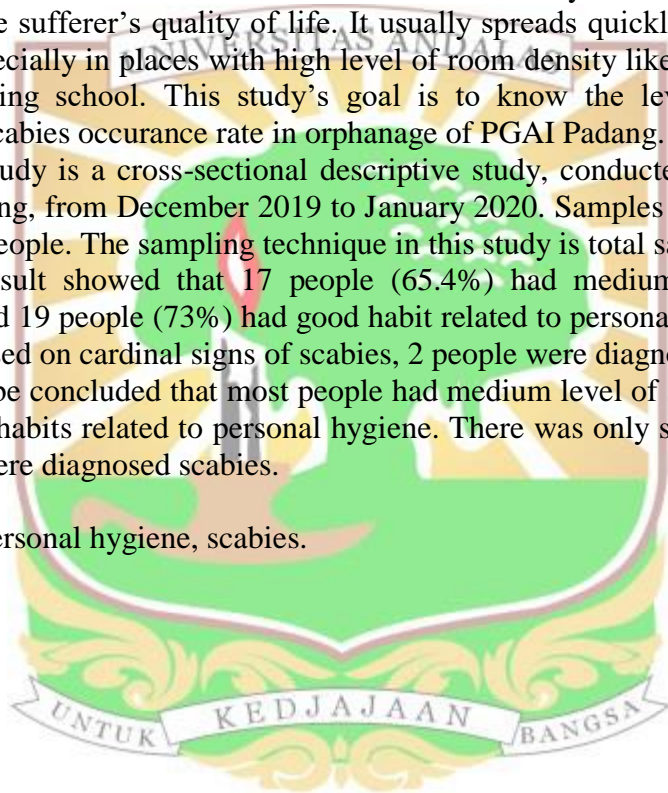 e sufferer's quality of life. It usually spreads quickl
UNIVERSITAS ANDALAS
ecially in places with high level of room density like
ing school. This study's goal is to know the lev
cabies occurance rate in orphanage of PGAI Padang.
udy is a cross-sectional descriptive study, conducte
ng, from December 2019 to January 2020. Samples
eople. The sampling technique in this study is total sa
sult showed that 17 people (65.4%) had medium
d 19 people (73%) had good habit related to persona
sed on cardinal signs of scabies, 2 people were diagno
be concluded that most people had medium level of
habits related to personal hygiene. There was only s
ere diagnosed scabies.
ersonal hygiene, scabies.
UNTUK KEDJAJAAN BANGSA